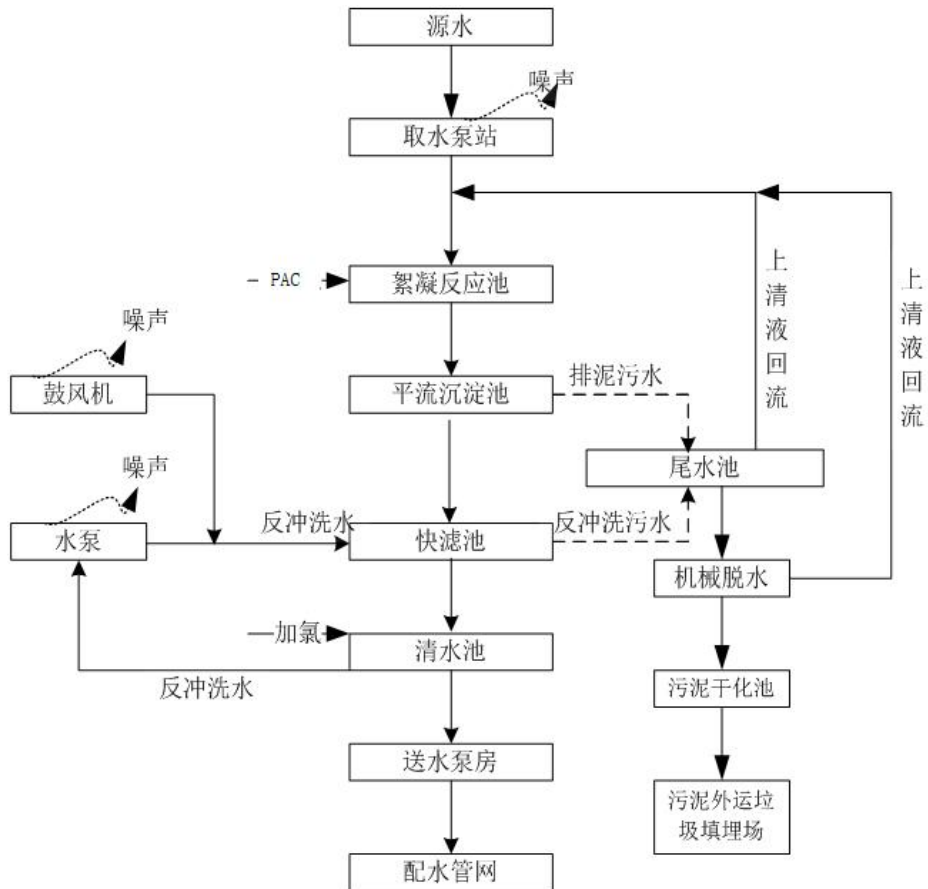 源水
噪声
取水泵站
PAC
絮凝反应池
上清液回流
上清液回流
噪声
鼓风机
平流沉淀池
排泥污水
尾水池
噪声
水泵
反冲洗水
快滤池
反冲洗污水
机械脱水
加氯
清水池
反冲洗水
污泥干化池
送水泵房
污泥外运垃
圾填埋场
配水管网